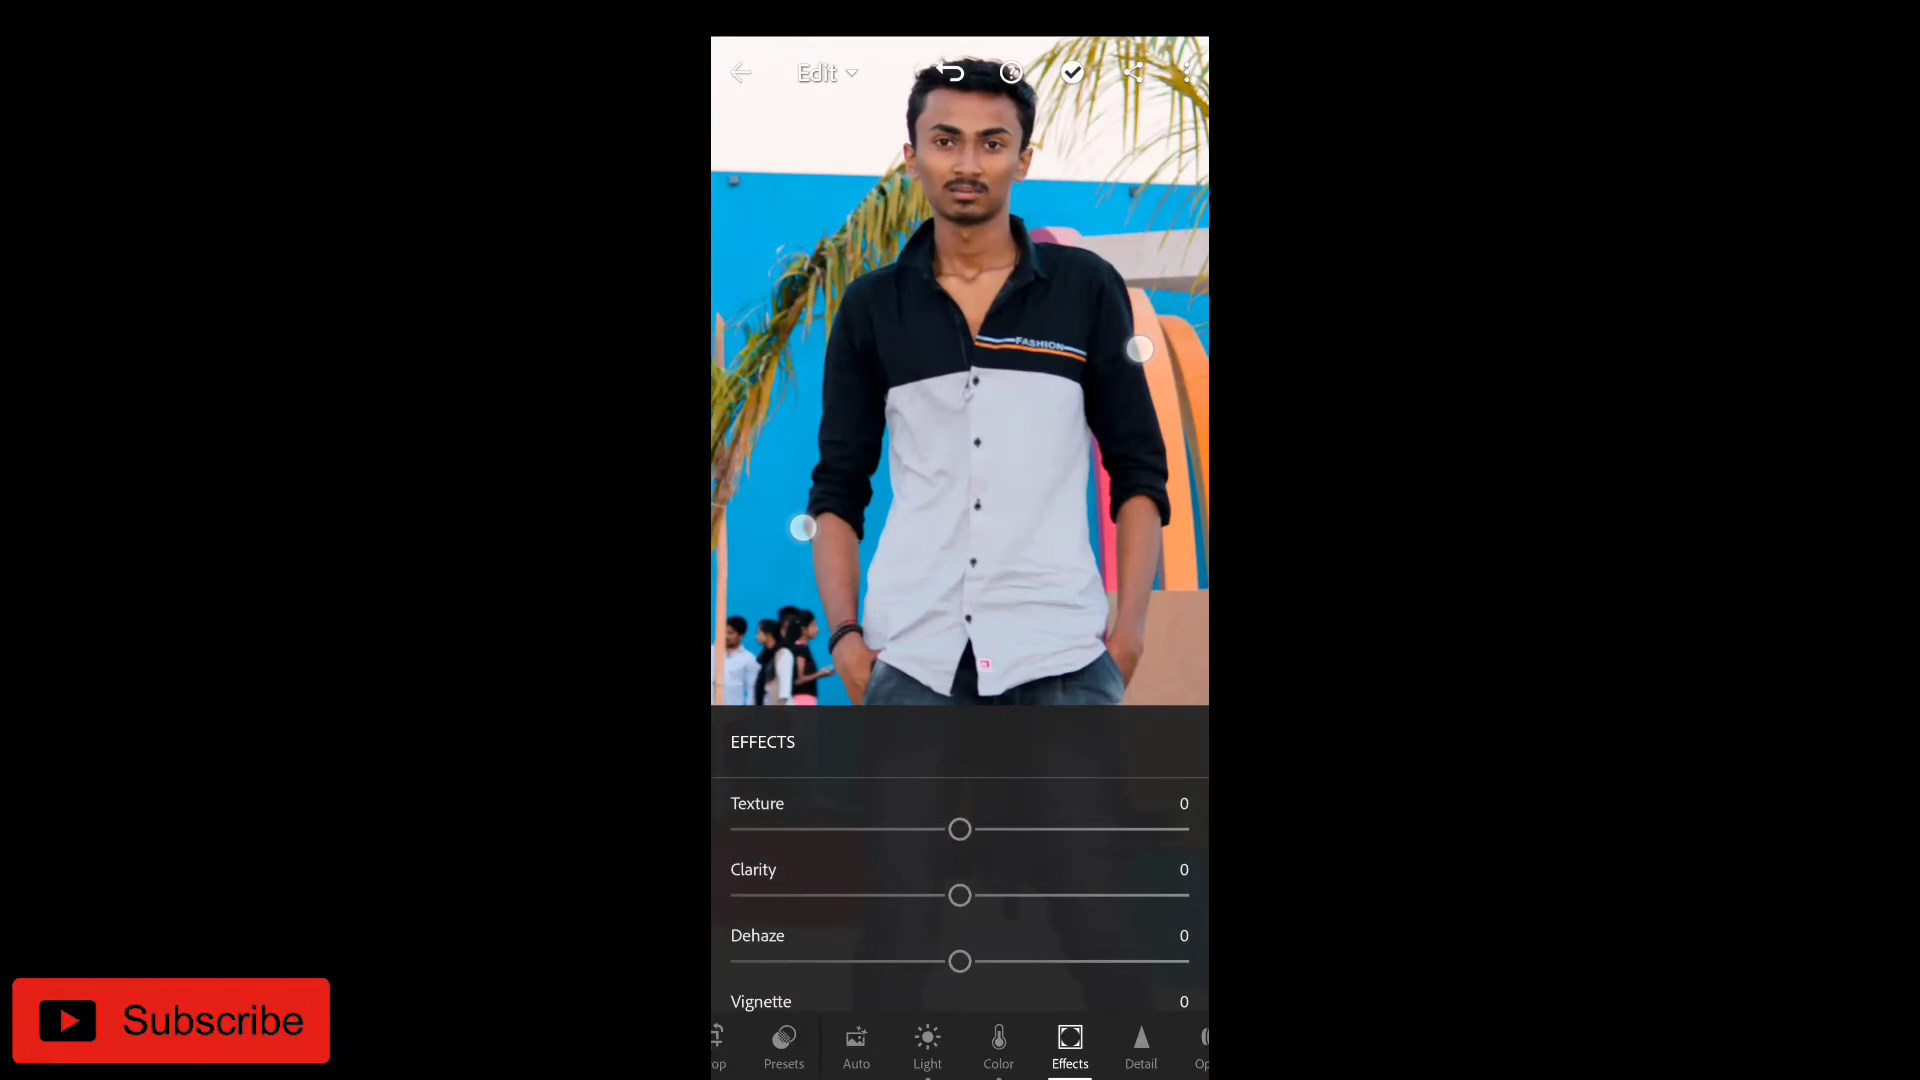 Edit
FASHION
EFFECTS
Texture 0
Clarity 0
Dehaze 0
Vignette 0
op Presets Auto Light Color Effects Detail Op
Subscribe